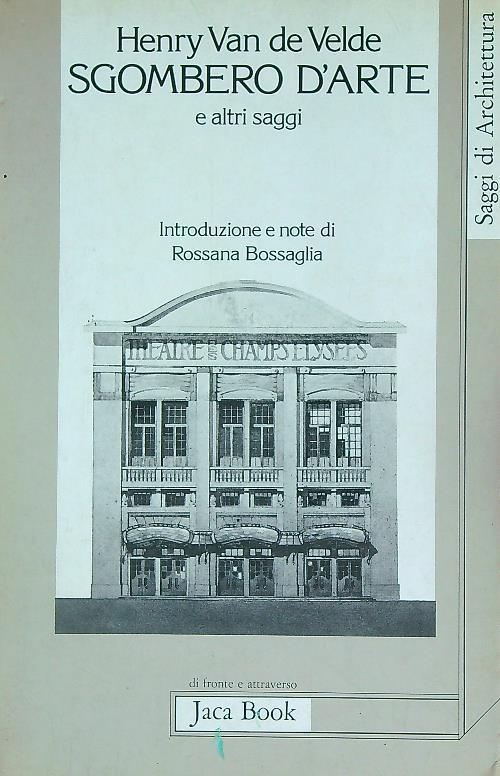 Henry Van de Velde
SGOMBERO D'ARTE
e altri saggi
Saggi di Architettura
Introduzione e note di
Rossana Bossaglia
THEATRE DES CHAMPS ELYSEES
di fronte e attraverso
Jaca Book